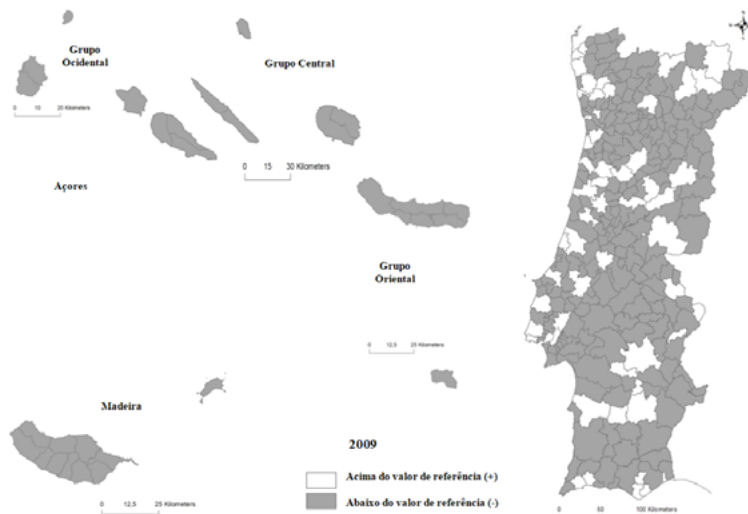 Grupo
Ocidental
0 10 20 Kilometers
Grupo Central
0 15 30 Kilometers
Açores
Grupo
Oriental
0 12,5 25 Kilometers
Madeira
0 12,5 25 Kilometers
2009
Acima do valor de referência (+)
Abaixo do valor de referência (-)
0 50 100 Kilometers
N